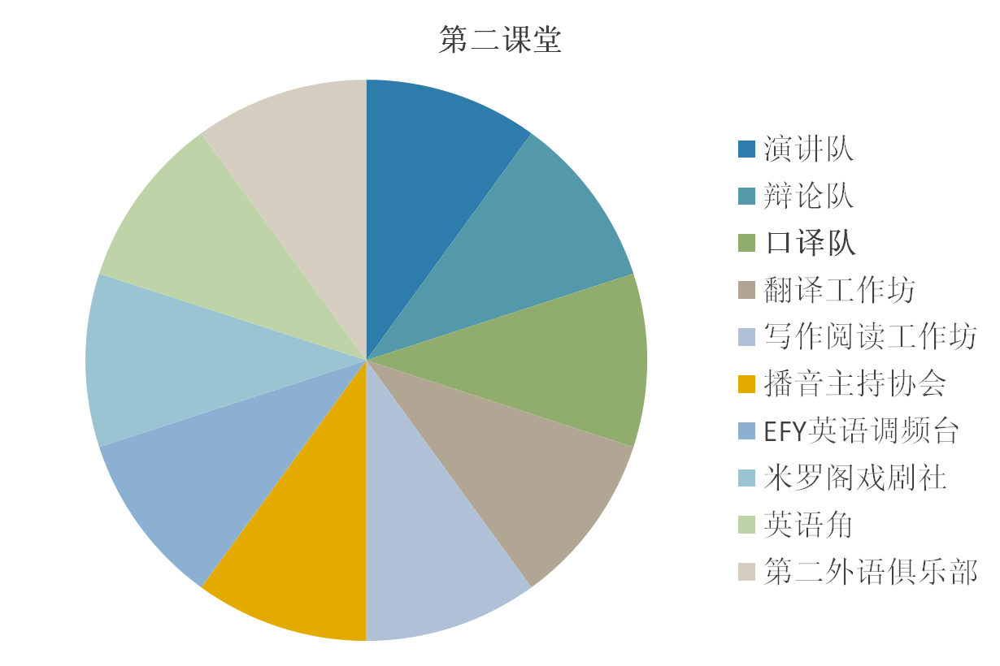 第二课堂
演讲队
辩论队
口译队
翻译工作坊
写作阅读工作坊
播音主持协会
EFY英语调频台
米罗阁戏剧社
英语角
第二外语俱乐部